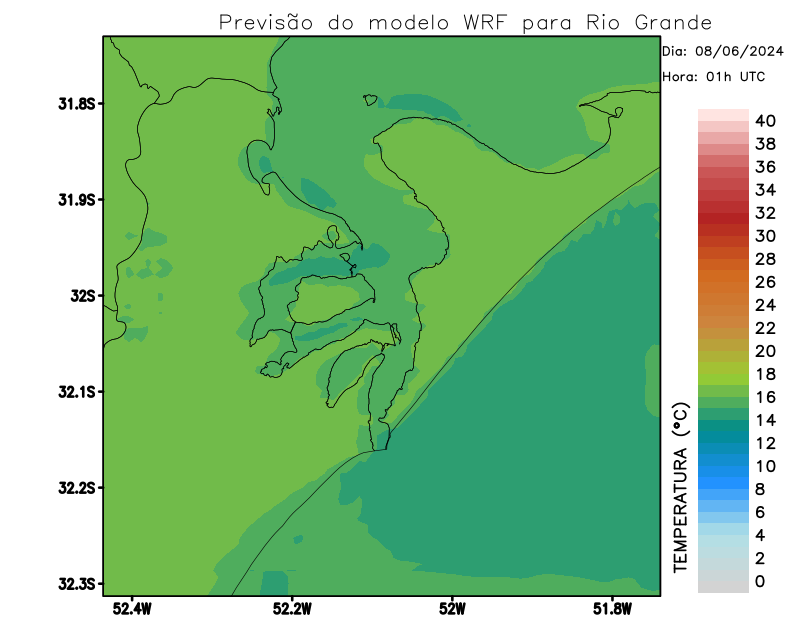 Previsão do modelo WRF para Rio Grande
Dia: 08/06/2024
Hora: 01h UTC
31.8S
31.9S
32S
32.1S
32.2S
32.3S
52.4W
52.2W
52W
51.8W
TEMPERATURA (°C)
40
38
36
34
32
30
28
26
24
22
20
18
16
14
12
10
8
6
4
2
0